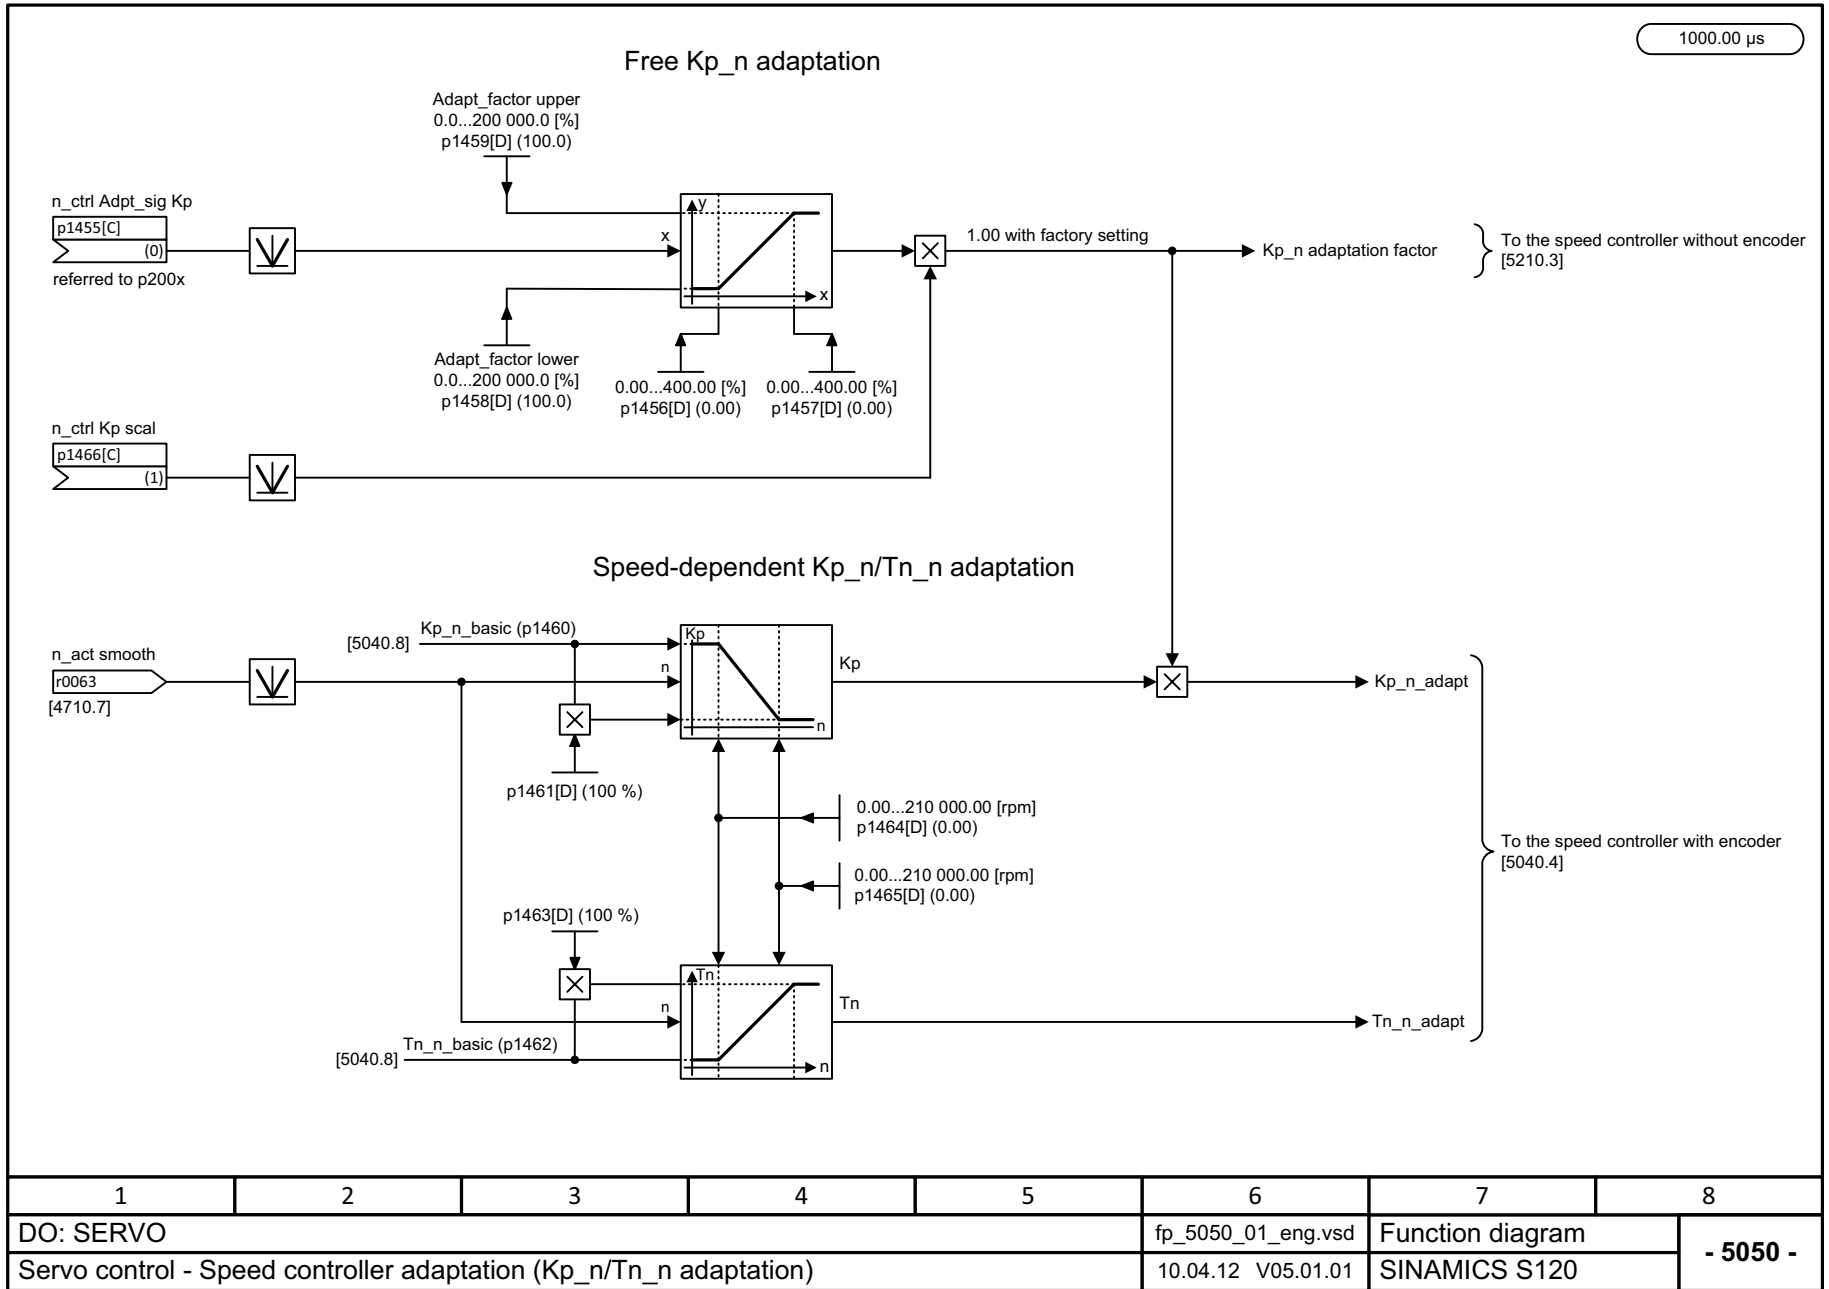 1000.00 µs
Free Kp_n adaptation
Adapt_factor upper
0.0...200 000.0 [%]
p1459[D] (100.0)
n_ctrl Adpt_sig Kp
p1455[C]
(0)
referred to p200x
x
y
x
1.00 with factory setting
Kp_n adaptation factor
To the speed controller without encoder
[5210.3]
Adapt_factor lower
0.0...200 000.0 [%]
p1458[D] (100.0)
0.00...400.00 [%]
p1456[D] (0.00)
0.00...400.00 [%]
p1457[D] (0.00)
n_ctrl Kp scal
p1466[C]
(1)
Speed-dependent Kp_n/Tn_n adaptation
[5040.8]
Kp_n_basic (p1460)
n_act smooth
r0063
[4710.7]
Kp
n
n
Kp
Kp_n_adapt
p1461[D] (100 %)
0.00...210 000.00 [rpm]
p1464[D] (0.00)
0.00...210 000.00 [rpm]
p1465[D] (0.00)
To the speed controller with encoder
[5040.4]
p1463[D] (100 %)
Tn
n
n
Tn
Tn_n_adapt
[5040.8]
Tn_n_basic (p1462)
1 2 3 4 5 6 7 8
DO: SERVO
fp_5050_01_eng.vsd
Function diagram
- 5050 -
Servo control - Speed controller adaptation (Kp_n/Tn_n adaptation)
10.04.12 V05.01.01
SINAMICS S120